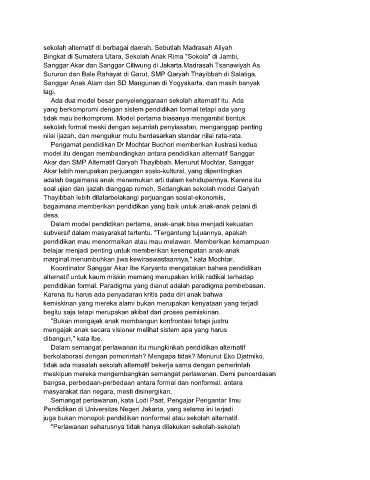 sekolah alternatif di berbagai daerah. Sebutlah Madrasah Aliyah
Bingkat di Sumatera Utara, Sekolah Anak Rima "Sokola" di Jambi,
Sanggar Akar dan Sanggar Ciliwung di Jakarta.Madrasah Tsanawiyah As
Sururon dan Bale Rahayat di Garut, SMP Qaryah Thayibbah di Salatiga,
Sanggar Anak Alam dan SD Mangunan di Yogyakarta, dan masih banyak
lagi.
Ada dua model besar penyelenggaraan sekolah alternatif itu. Ada
yang berkompromi dengan sistem pendidikan formal tetapi ada yang
tidak mau berkompromi. Model pertama biasanya mengambil bentuk
sekolah formal meski dengan sejumlah penyiasatan, menganggap penting
nilai ijazah, dan mengukur mutu berdasarkan standar nilai rata-rata.
Pengamat pendidikan Dr Mochtar Buchori memberikan ilustrasi kedua
model itu dengan membandingkan antara pendidikan alternatif Sanggar
Akar dan SMP Alternatif Qaryah Thayibbah. Menurut Mochtar, Sanggar
Akar lebih merupakan perjuangan sosio-kultural, yang dipentingkan
adalah bagaimana anak menemukan arti dalam kehidupannya. Karena itu
soal ujian dan ijazah dianggap remeh. Sedangkan sekolah model Qaryah
Thayibbah lebih dilatarbelakangi perjuangan sosial-ekonomis,
bagaimana memberikan pendidikan yang baik untuk anak-anak petani di
desa.
Dalam model pendidikan pertama, anak-anak bisa menjadi kekuatan
subversif dalam masyarakat tertentu. "Tergantung tujuannya, apakah
pendidikan mau menormalkan atau mau melawan. Memberikan kemampuan
belajar menjadi penting untuk memberikan kesempatan anak-anak
marginal menumbuhkan jiwa kewiraswastaannya," kata Mochtar.
Koordinator Sanggar Akar Ibe Karyanto mengatakan bahwa pendidikan
alternatif untuk kaum miskin memang merupakan kritik radikal terhadap
pendidikan formal. Paradigma yang dianut adalah paradigma pembebasan.
Karena itu harus ada penyadaran kritis pada diri anak bahwa
kemiskinan yang mereka alami bukan merupakan kenyataan yang terjadi
begitu saja tetapi merupakan akibat dari proses pemiskinan.
"Bukan mengajak anak membangun konfrontasi tetapi justru
mengajak anak secara visioner melihat sistem apa yang harus
dibangun," kata Ibe.
Dalam semangat perlawanan itu mungkinkah pendidikan alternatif
berkolaborasi dengan pemerintah? Mengapa tidak? Menurut Eko Djatmiko,
tidak ada masalah sekolah alternatif bekerja sama dengan pemerintah
meskipun mereka mengembangkan semangat perlawanan. Demi pencerdasan
bangsa, perbedaan-perbedaan antara formal dan nonformal, antara
masyarakat dan negara, mesti disinergikan.
Semangat perlawanan, kata Lodi Paat, Pengajar Pengantar Ilmu
Pendidikan di Universitas Negeri Jakarta, yang selama ini terjadi
juga bukan monopoli pendidikan nonformal atau sekolah alternatif.
"Perlawanan seharusnya tidak hanya dilakukan sekolah-sekolah